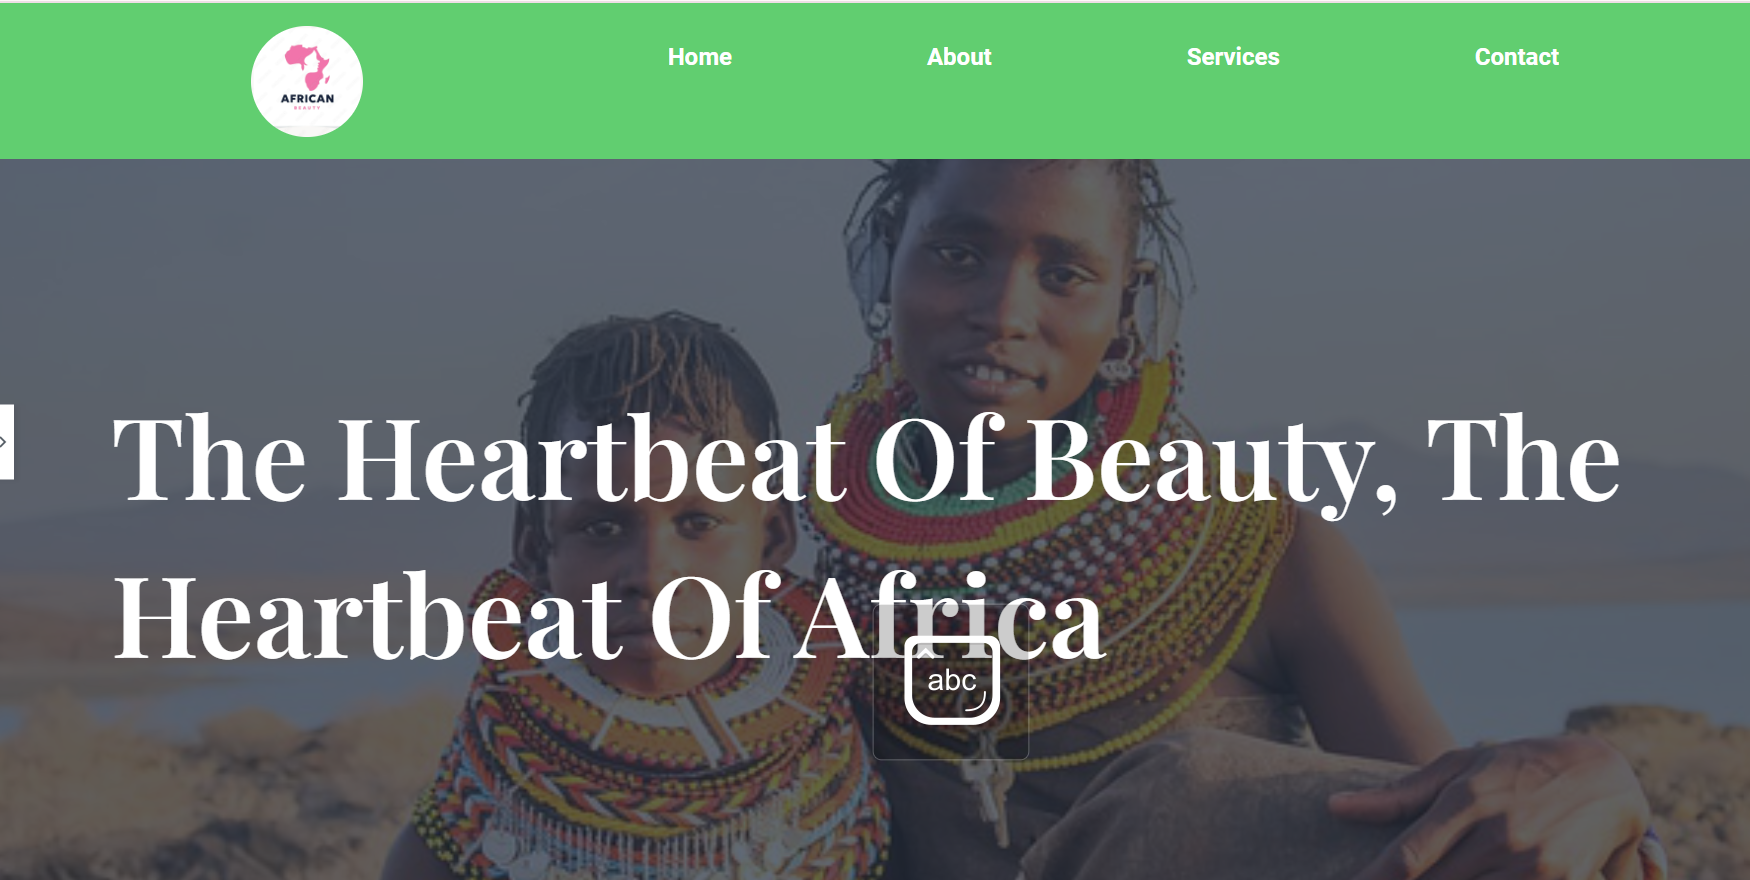 AFRICAN
BEAUTY
Home About Services Contact
The Heartbeat Of Beauty, The
Heartbeat Of Africa
abc